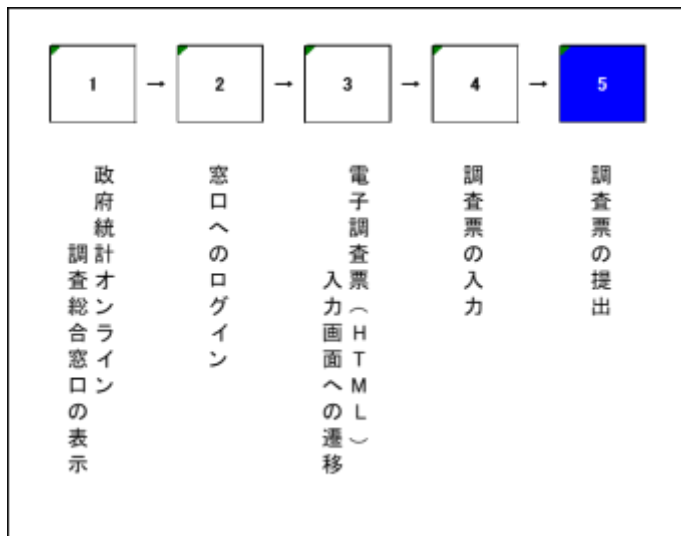 1 → 2 → 3 → 4 → 5
政府統計オンライン
調査総合窓口の表示
窓口へのログイン
電子調査票(HTML)
入力画面への遷移
調査票の入力
調査票の提出